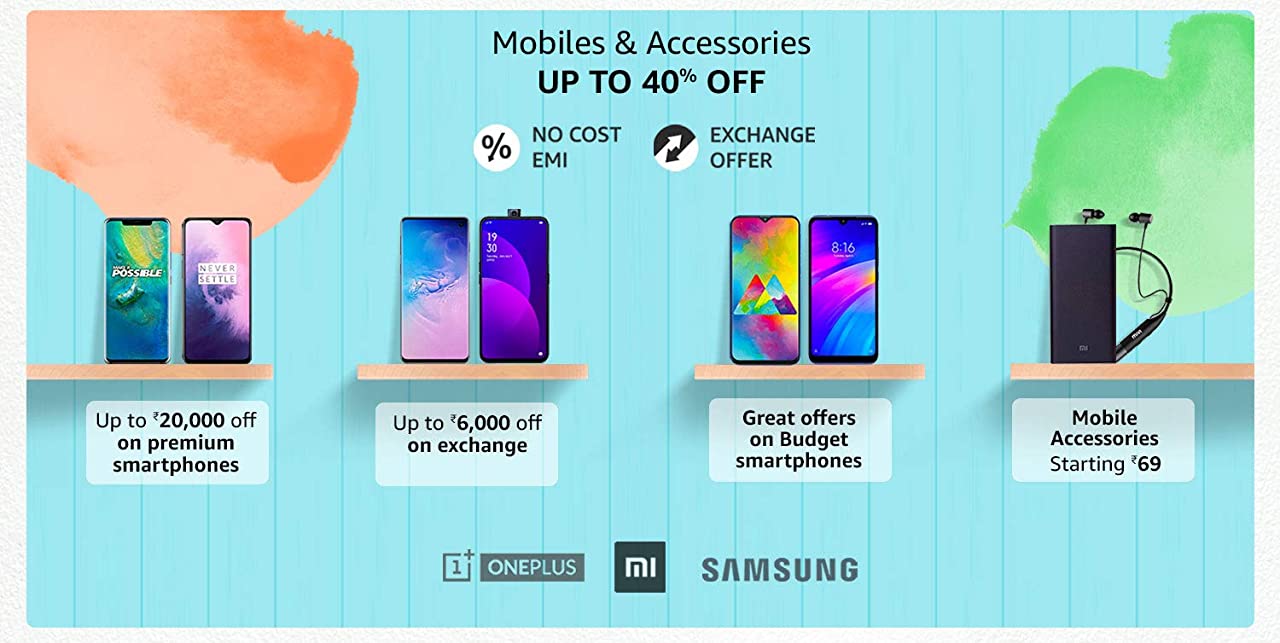 Mobiles & Accessories
UP TO 40% OFF
NO COST
EMI
EXCHANGE
OFFER
POSSIBLE
NEVER
SETTLE
19
30
8:16
mi
Up to ₹20,000 off
on premium
smartphones
Up to ₹6,000 off
on exchange
Great offers
on Budget
smartphones
Mobile
Accessories
Starting ₹69
1+ ONEPLUS
mi
SAMSUNG